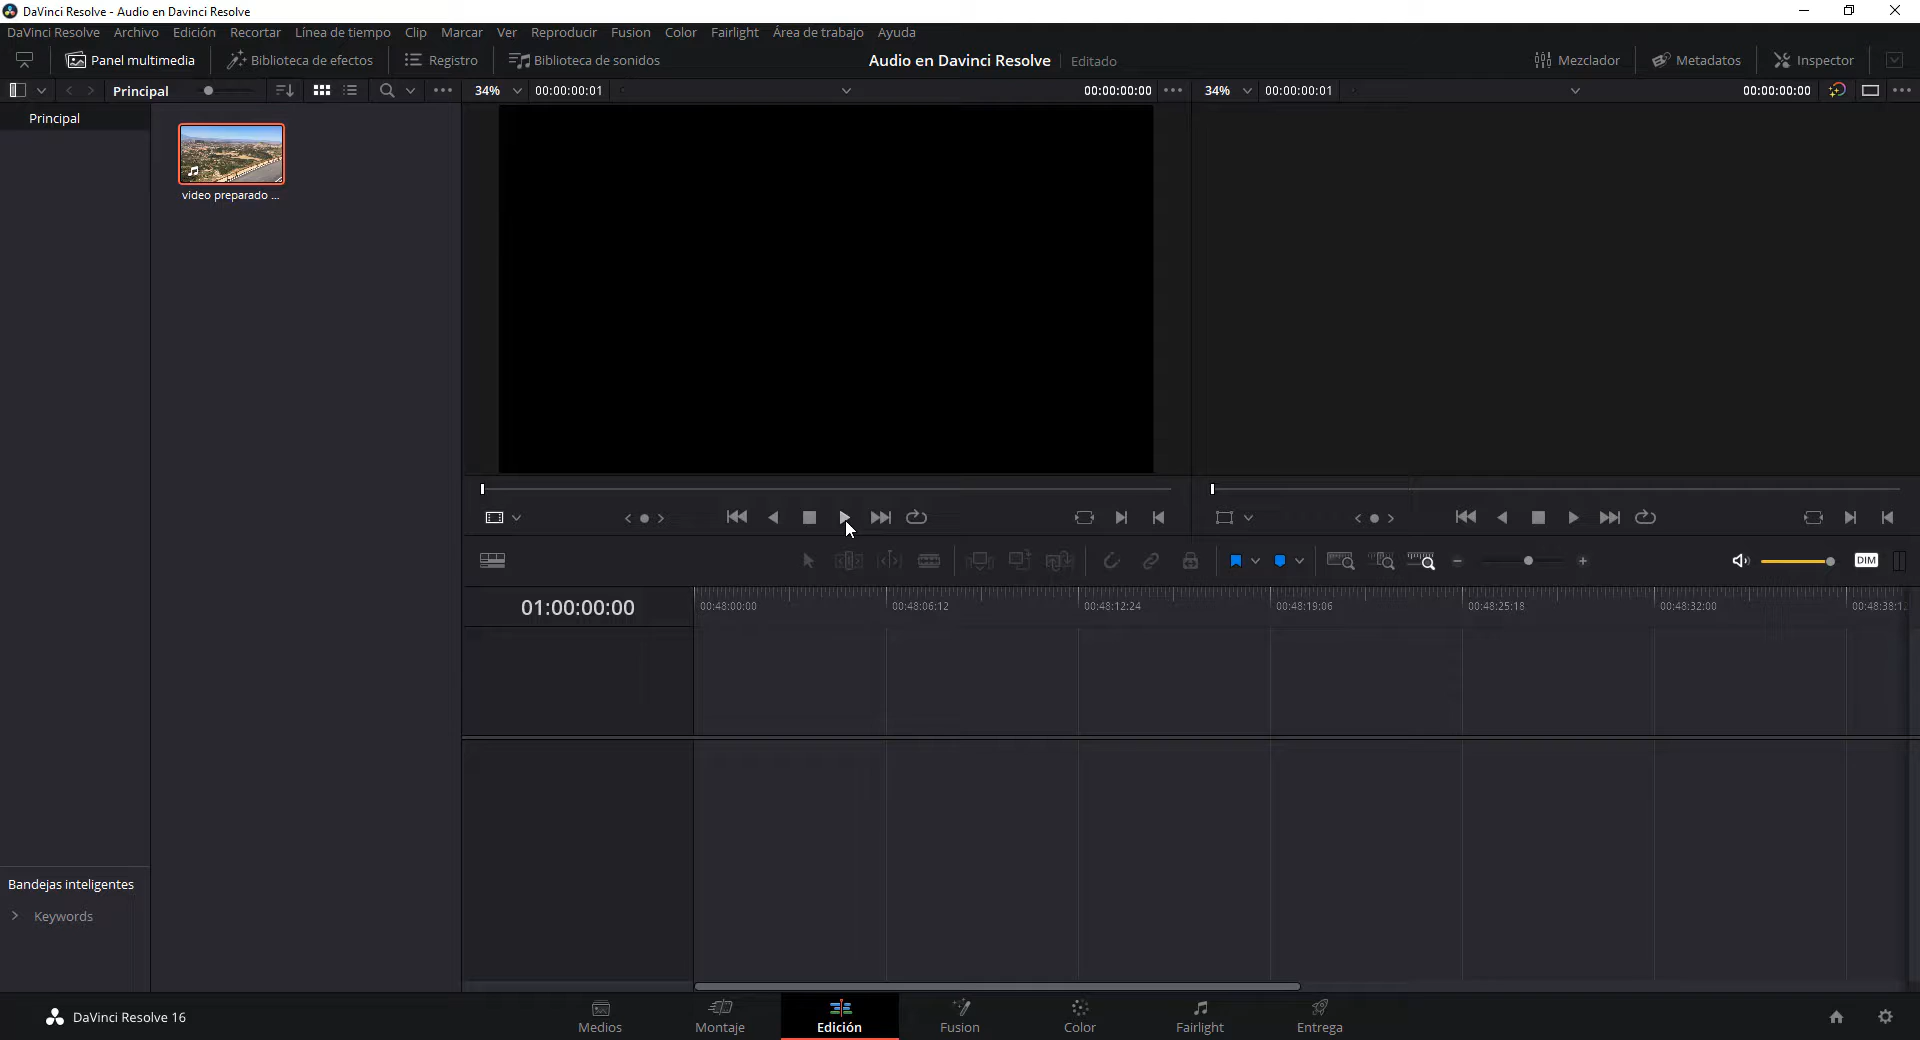 DaVinci Resolve - Audio en Davinci Resolve
DaVinci Resolve Archivo Edición Recortar Línea de tiempo Clip Marcar Ver Reproducir Fusion Color Fairlight Área de trabajo Ayuda
Panel multimedia Biblioteca de efectos Registro Biblioteca de sonidos Audio en Davinci Resolve Editado Mezclador Metadatos Inspector
Principal 34% 00:00:00:01 00:00:00:00 34% 00:00:00:01 00:00:00:00
Principal
video preparado ...
DIM
01:00:00:00 00:48:00:00 00:48:06:12 00:48:12:24 00:48:19:06 00:48:25:18 00:48:32:00 00:48:38:1
Bandejas inteligentes
Keywords
DaVinci Resolve 16
Medios Montaje Edición Fusion Color Fairlight Entrega